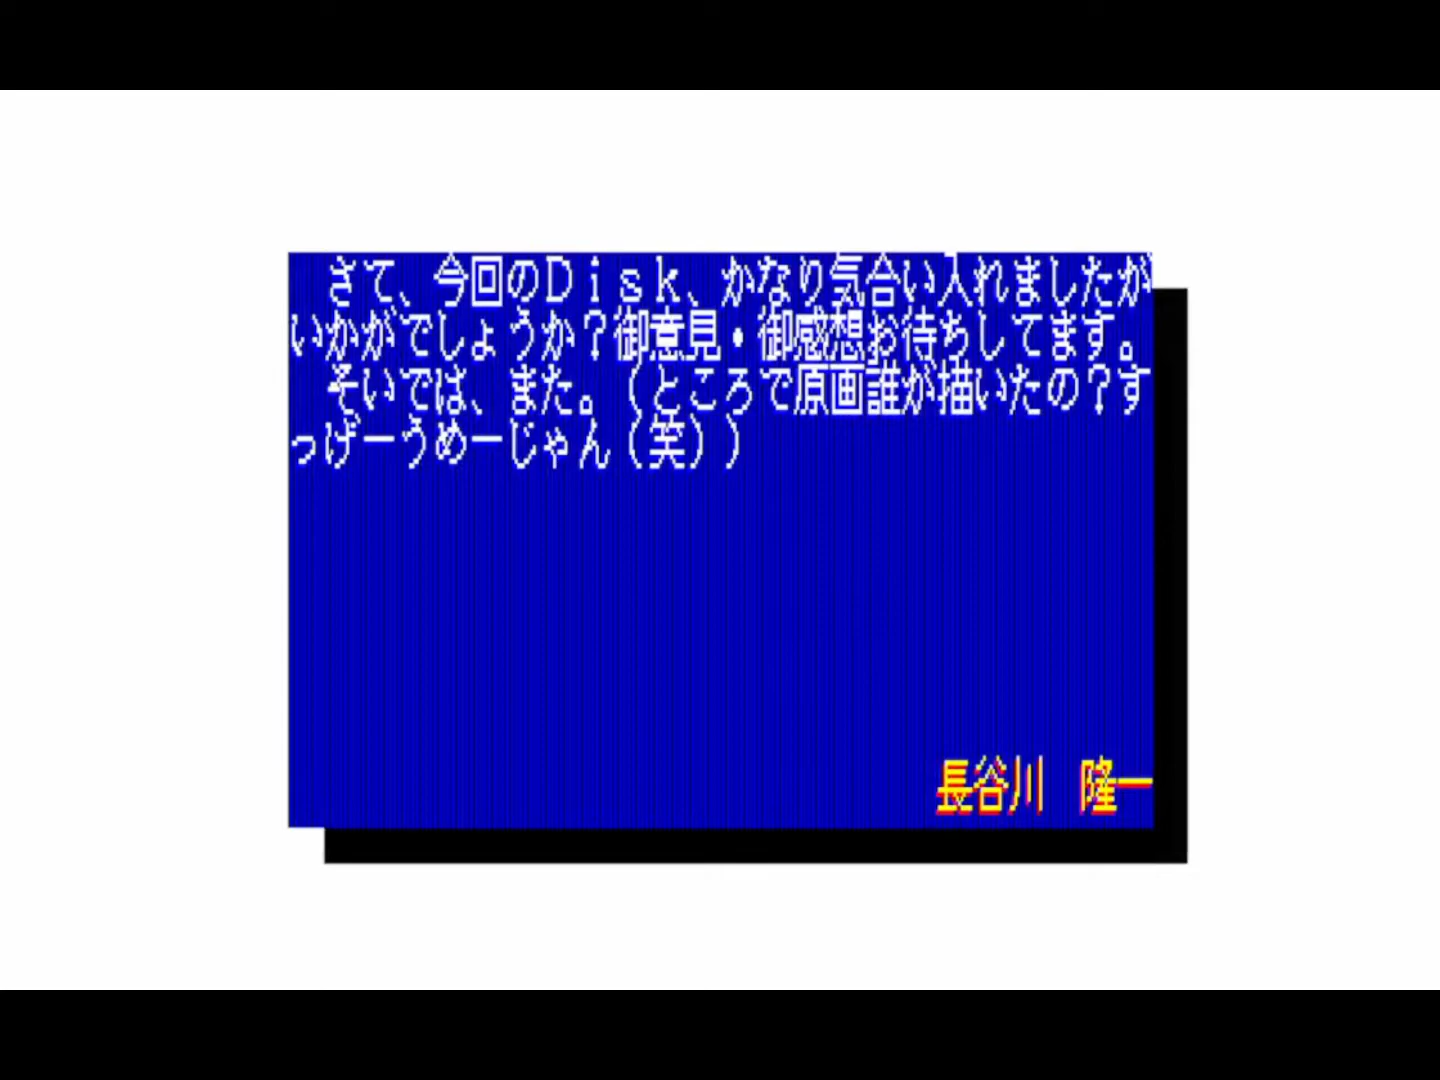 さて、今回のDisk、かなり気合い入れましたが
いかがでしょうか？御意見・御感想お待ちしてます。
そいでは、また。（ところで原画誰が描いたの？す
っげーうめーじゃん（笑））
長谷川　隆一